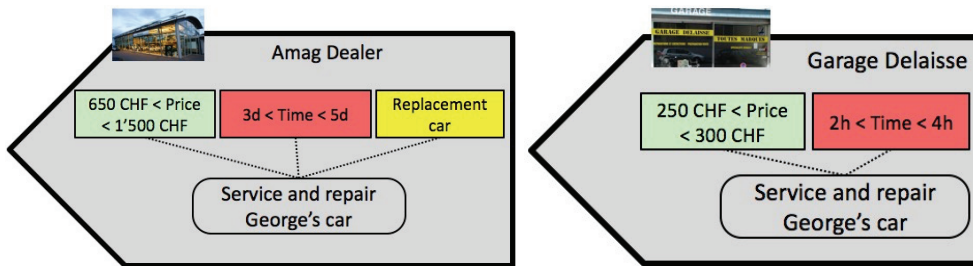 Amag Dealer
650 CHF < Price
< 1'500 CHF
3d < Time < 5d
Replacement
car
Service and repair
George's car
GARAGE
GARAGE DELAISSE
TOUTES MARQUES
Garage Delaisse
250 CHF < Price
< 300 CHF
2h < Time < 4h
Service and repair
George's car